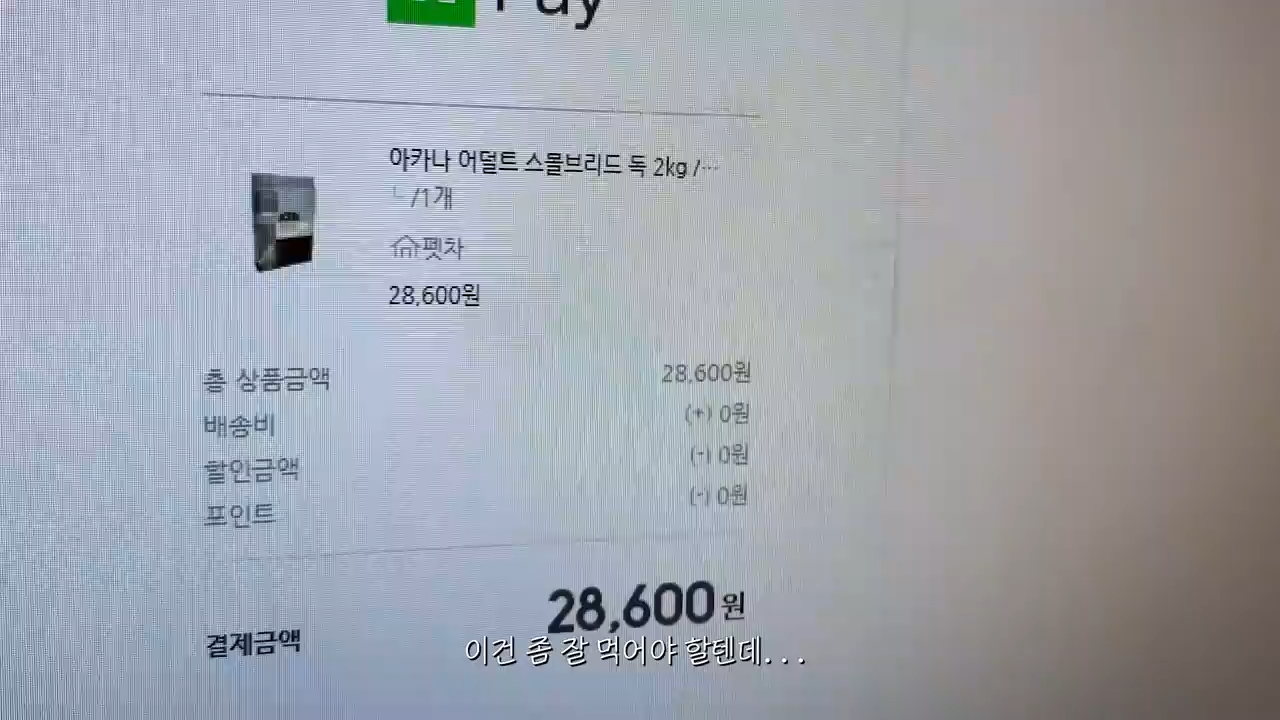 Pay
아카나 어덜트 스몰브리드 독 2kg /…
└ /1개
펫차
28,600원
총 상품금액 28,600원
배송비 (+) 0원
할인금액 (-) 0원
포인트 (-) 0원
결제금액 28,600원
이건 좀 잘 먹어야 할텐데...